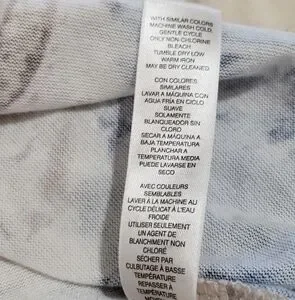 WITH SIMILAR COLORS
MACHINE WASH COLD,
GENTLE CYCLE
ONLY NON-CHLORINE
BLEACH
TUMBLE DRY LOW
WARM IRON
MAY BE DRY CLEANED.
CON COLORES
SIMILARES
LAVAR A MÁQUINA CON
AGUA FRÍA EN CICLO
SUAVE
SOLAMENTE
BLANQUEADOR SIN
CLORO
SECAR A MÁQUINA A
BAJA TEMPERATURA
PLANCHAR A
TEMPERATURA MEDIA
PUEDE LAVARSE EN
SECO
AVEC COULEURS
SEMBLABLES
LAVER À LA MACHINE AU
CYCLE DÉLICAT À L'EAU
FROIDE
UTILISER SEULEMENT
UN AGENT DE
BLANCHIMENT NON
CHLORÉ
SÉCHER PAR
CULBUTAGE À BASSE
TEMPÉRATURE
REPASSER À
TEMPÉRATURE